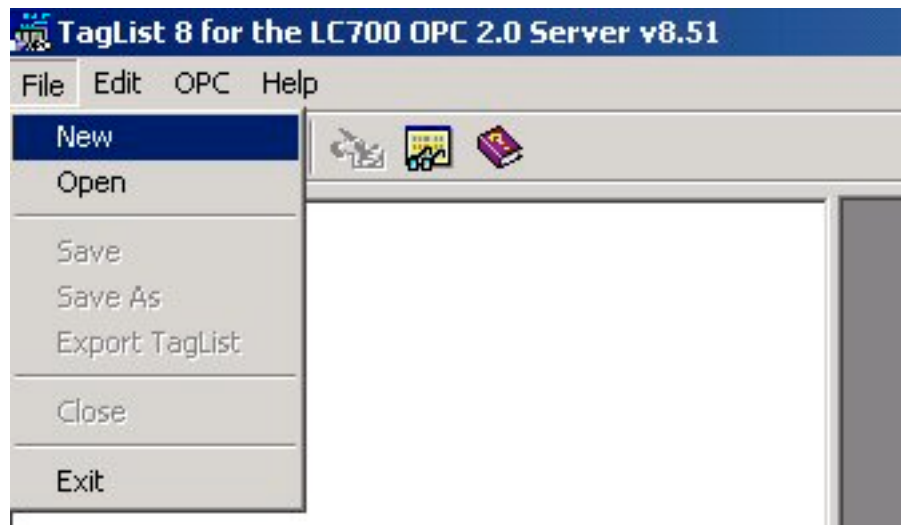 TagList 8 for the LC700 OPC 2.0 Server v8.51
File Edit OPC Help
New
Open
Save
Save As
Export TagList
Close
Exit